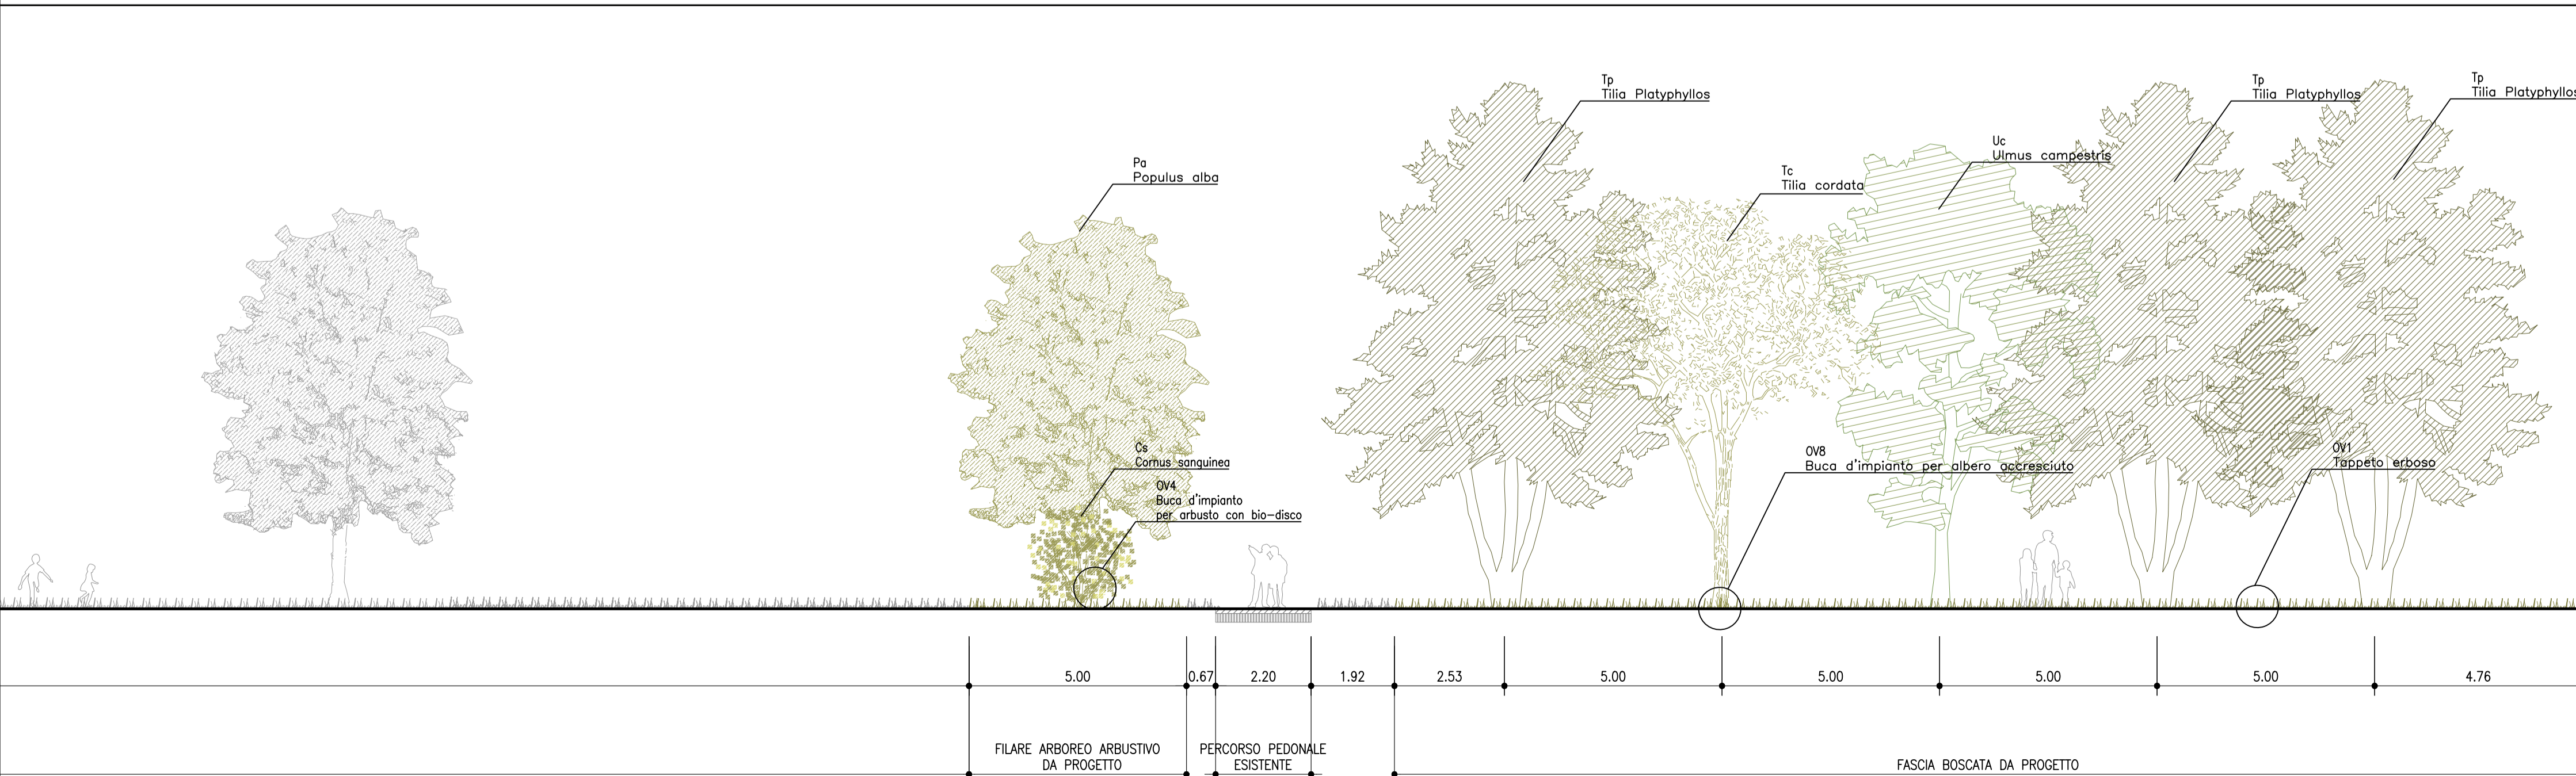 Tp
Tilia Platyphyllos
Tp
Tilia Platyphyllos
Tp
Tilia Platyphyllos
Uc
Ulmus campestris
Pa
Populus alba
Tc
Tilia cordata
Cs
Cornus sanguinea
OV4
Buca d'impianto
per arbusto con bio-disco
OV8
Buca d'impianto per albero accresciuto
OV1
Tappeto erboso
5.00 0.67 2.20 1.92 2.53 5.00 5.00 5.00 5.00 4.76
FILARE ARBOREO ARBUSTIVO
DA PROGETTO
PERCORSO PEDONALE
ESISTENTE
FASCIA BOSCATA DA PROGETTO